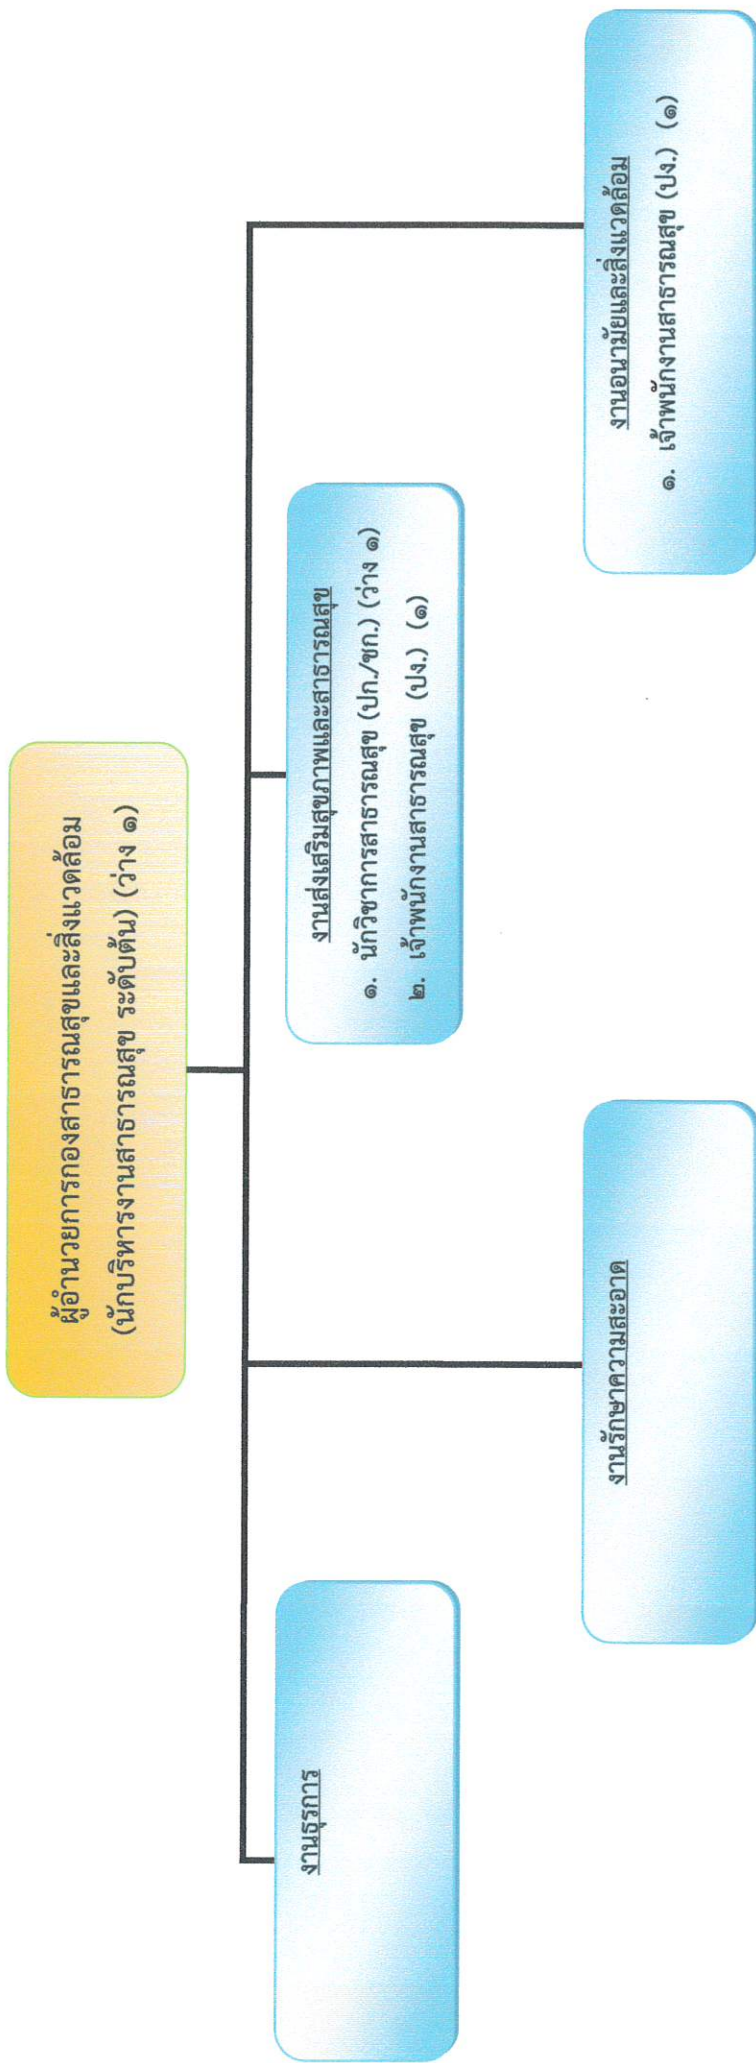 ผู้อำนวยการกองสาธารณสุขและสิ่งแวดล้อม
(นักบริหารงานสาธารณสุข ระดับต้น) (ว่าง ๑)
งานธุรการ
งานรักษาความสะอาด
งานส่งเสริมสุขภาพและสาธารณสุข
๑. นักวิชาการสาธารณสุข (ปก./ชก.) (ว่าง ๑)
๒. เจ้าพนักงานสาธารณสุข (ปง.) (๑)
งานอนามัยและสิ่งแวดล้อม
๑. เจ้าพนักงานสาธารณสุข (ปง.) (๑)